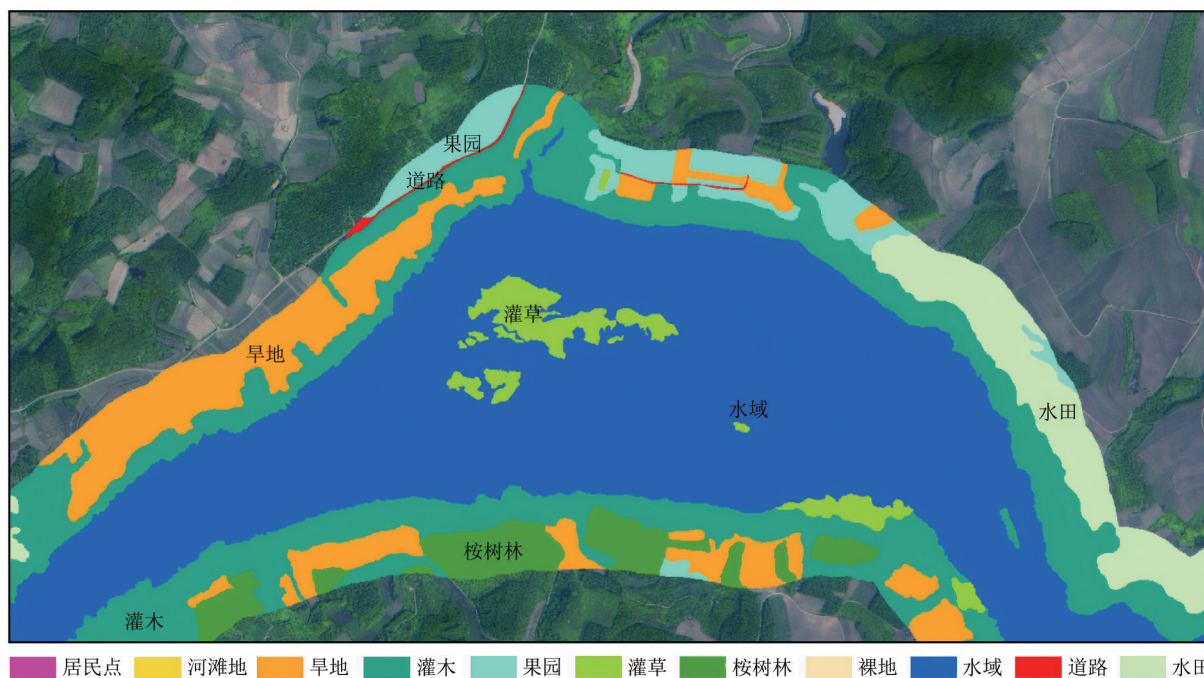 果园
道路
灌草
旱地
水域
水田
桉树林
灌木
居民点 河滩地 旱地 灌木 果园 灌草 桉树林 裸地 水域 道路 水田